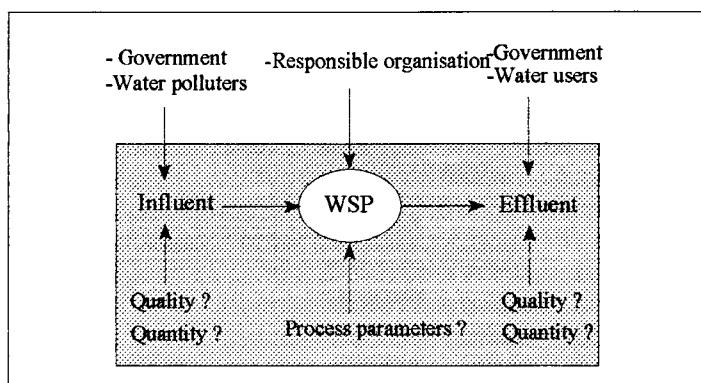 - Government
-Water polluters
-Responsible organisation
-Government
-Water users
Influent
WSP
Effluent
Quality ?
Quantity ?
Process parameters ?
Quality ?
Quantity ?